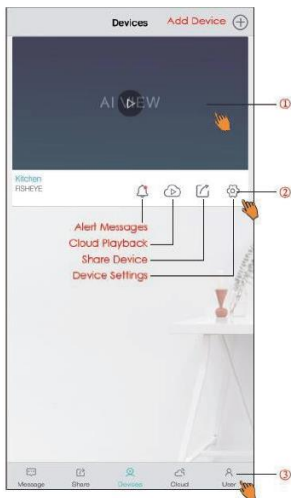 Devices Add Device
AI VIEW
①
Kitchen
FISHEYE
②
Alert Messages
Cloud Playback
Share Device
Device Settings
③
Message Share Devices Cloud User